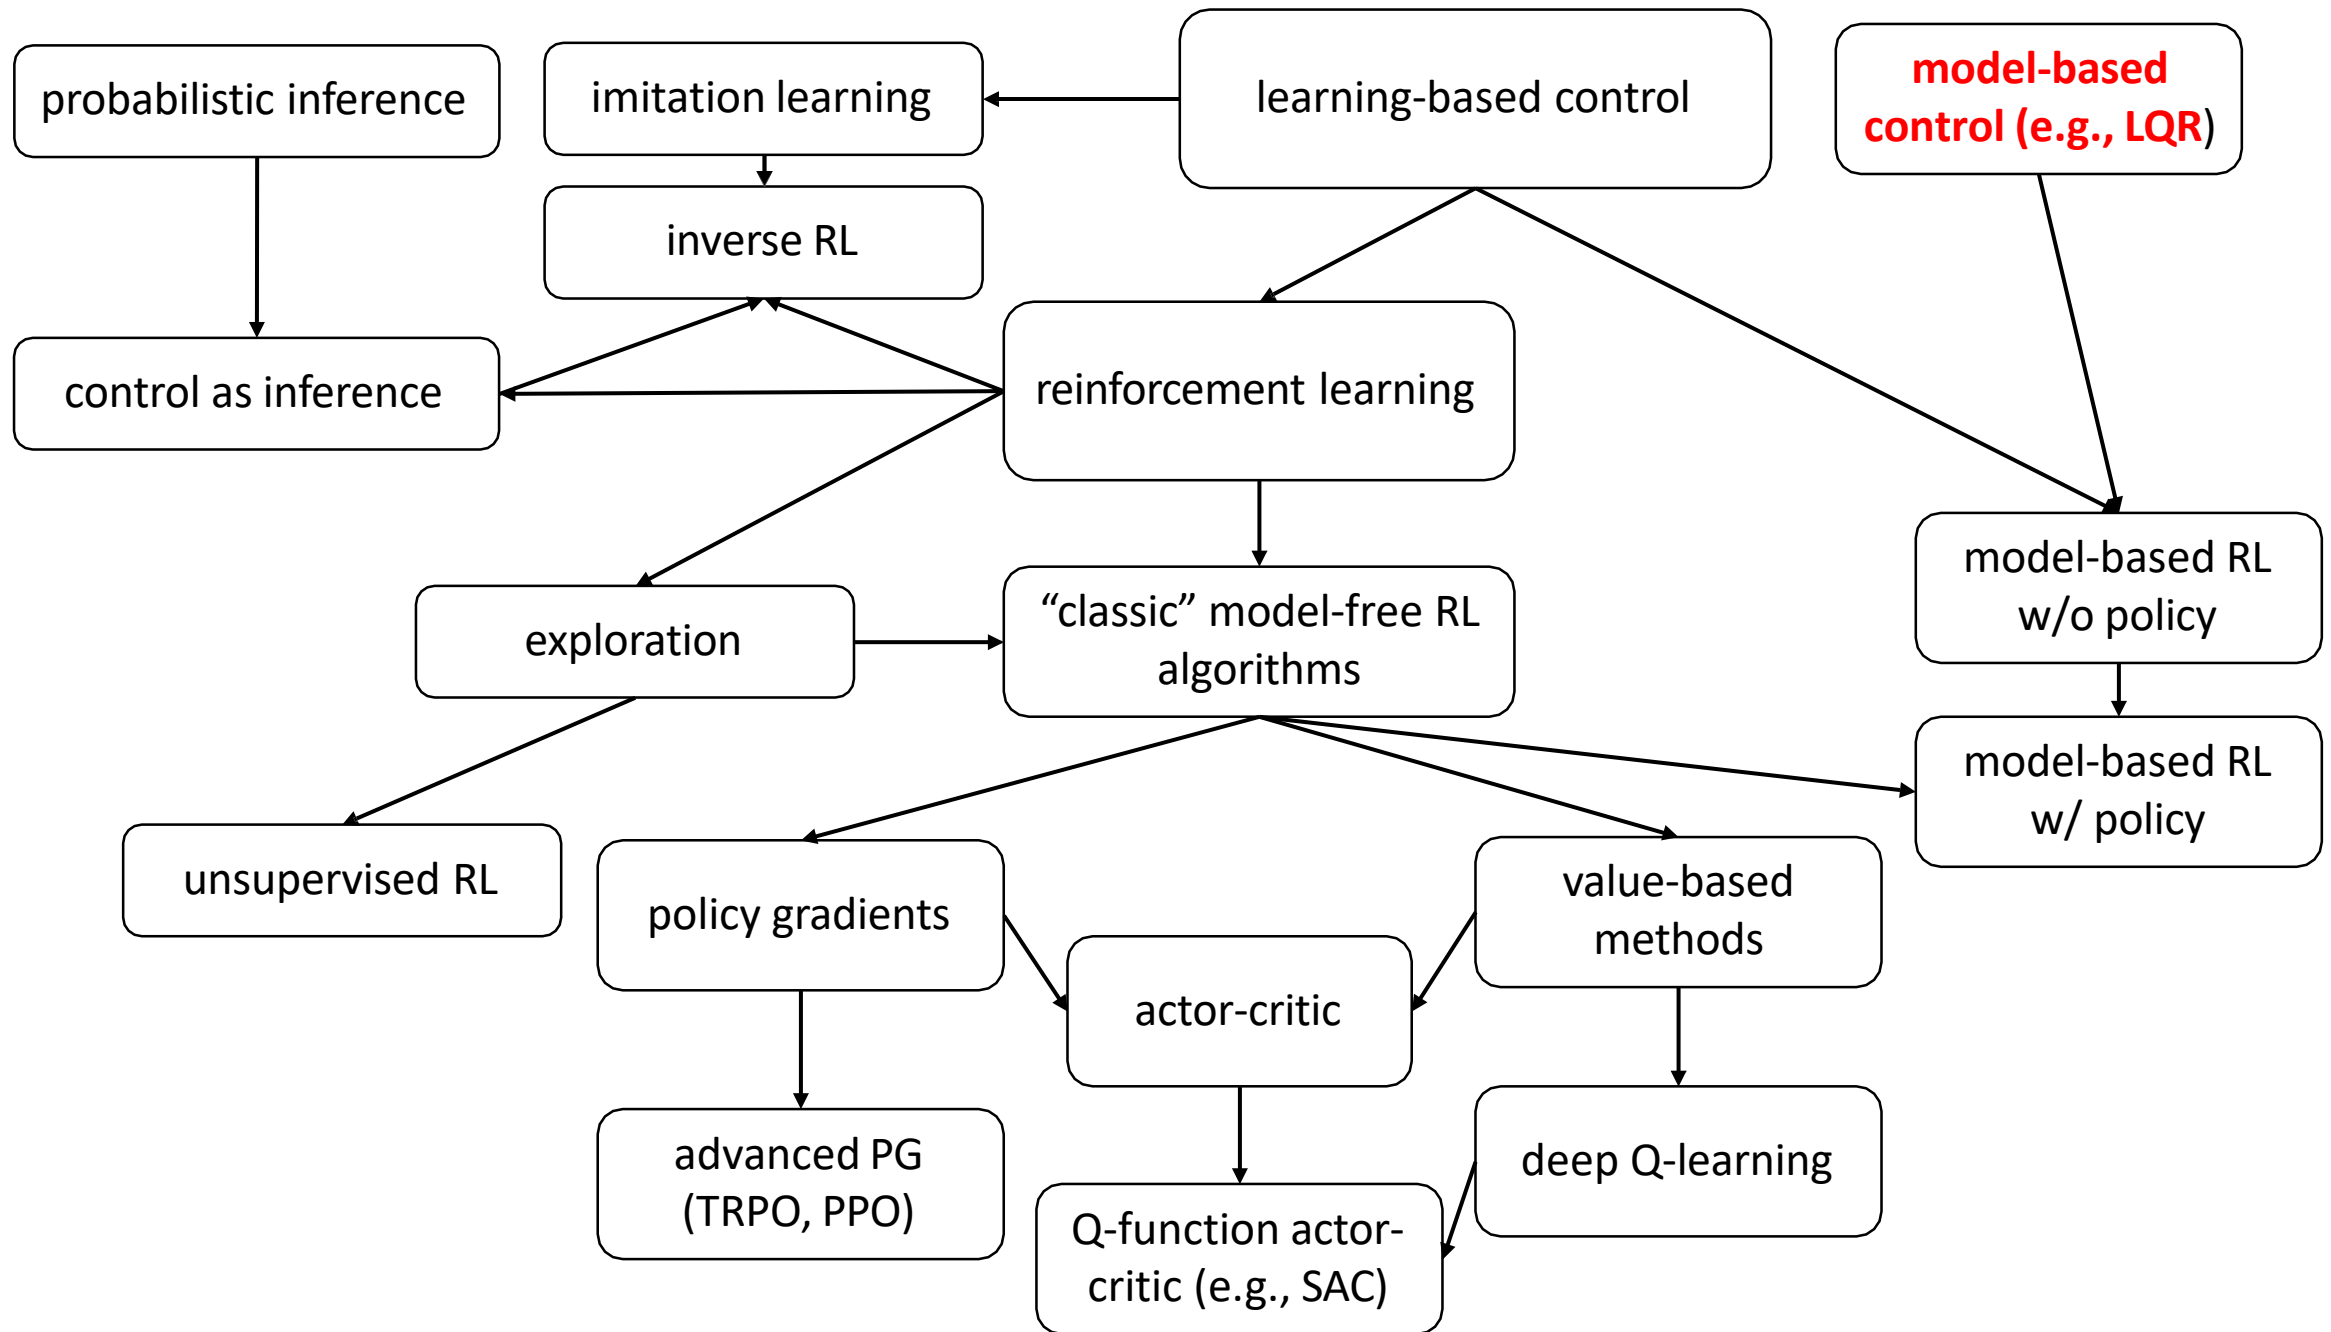 probabilistic inference
imitation learning
learning-based control
model-based
control (e.g., LQR)
inverse RL
control as inference
reinforcement learning
model-based RL
w/o policy
exploration
“classic” model-free RL
algorithms
model-based RL
w/ policy
unsupervised RL
policy gradients
value-based
methods
actor-critic
advanced PG
(TRPO, PPO)
deep Q-learning
Q-function actor-
critic (e.g., SAC)